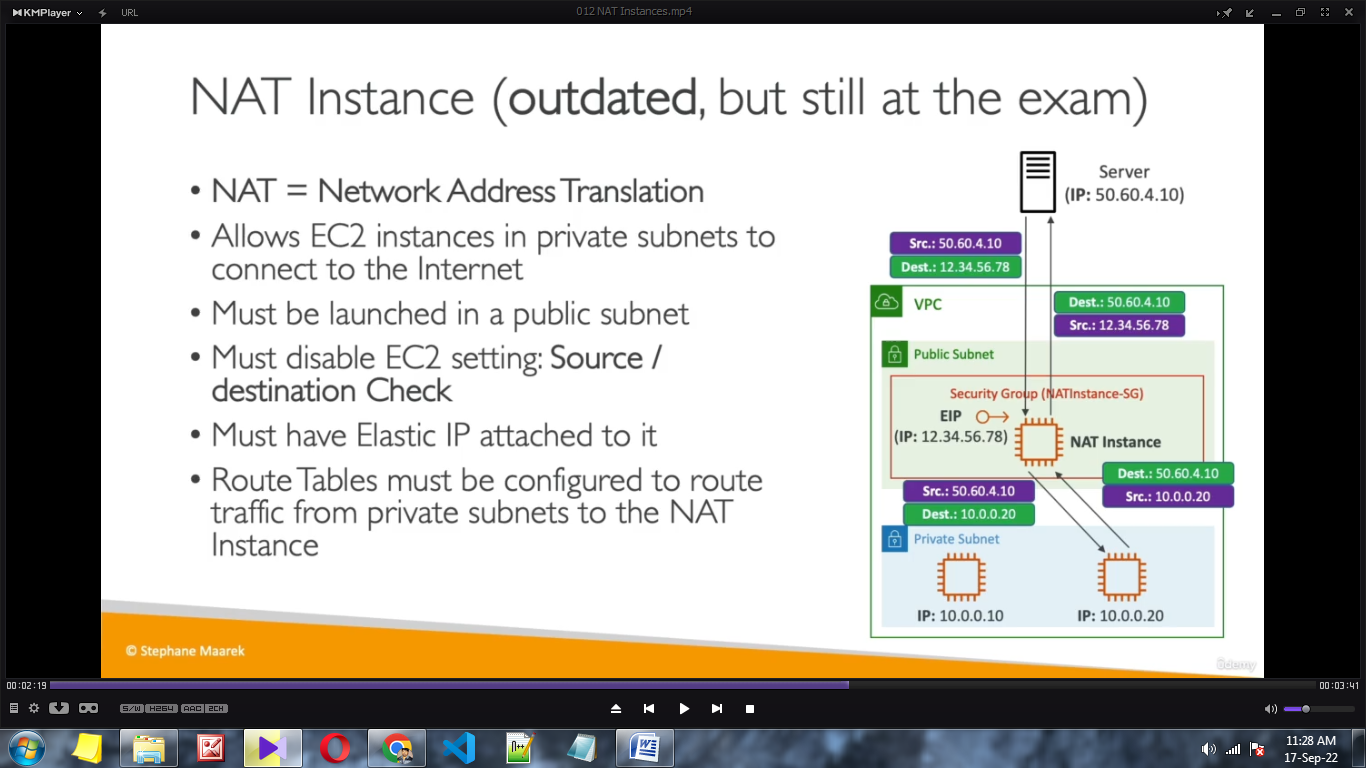 KMPlayer
URL
012 NAT Instances.mp4
NAT Instance (outdated, but still at the exam)
• NAT = Network Address Translation
• Allows EC2 instances in private subnets to
connect to the Internet
• Must be launched in a public subnet
• Must disable EC2 setting: Source /
destination Check
• Must have Elastic IP attached to it
• Route Tables must be configured to route
traffic from private subnets to the NAT
Instance
Server
(IP: 50.60.4.10)
Src.: 50.60.4.10
Dest.: 12.34.56.78
Dest.: 50.60.4.10
Src.: 12.34.56.78
VPC
Public Subnet
Security Group (NATInstance-SG)
EIP
(IP: 12.34.56.78)
NAT Instance
Dest.: 50.60.4.10
Src.: 10.0.0.20
Src.: 50.60.4.10
Dest.: 10.0.0.20
Private Subnet
IP: 10.0.0.10
IP: 10.0.0.20
© Stephane Maarek
00:02:19
00:03:41
S/W H264 AAC 2CH
11:28 AM
17-Sep-22